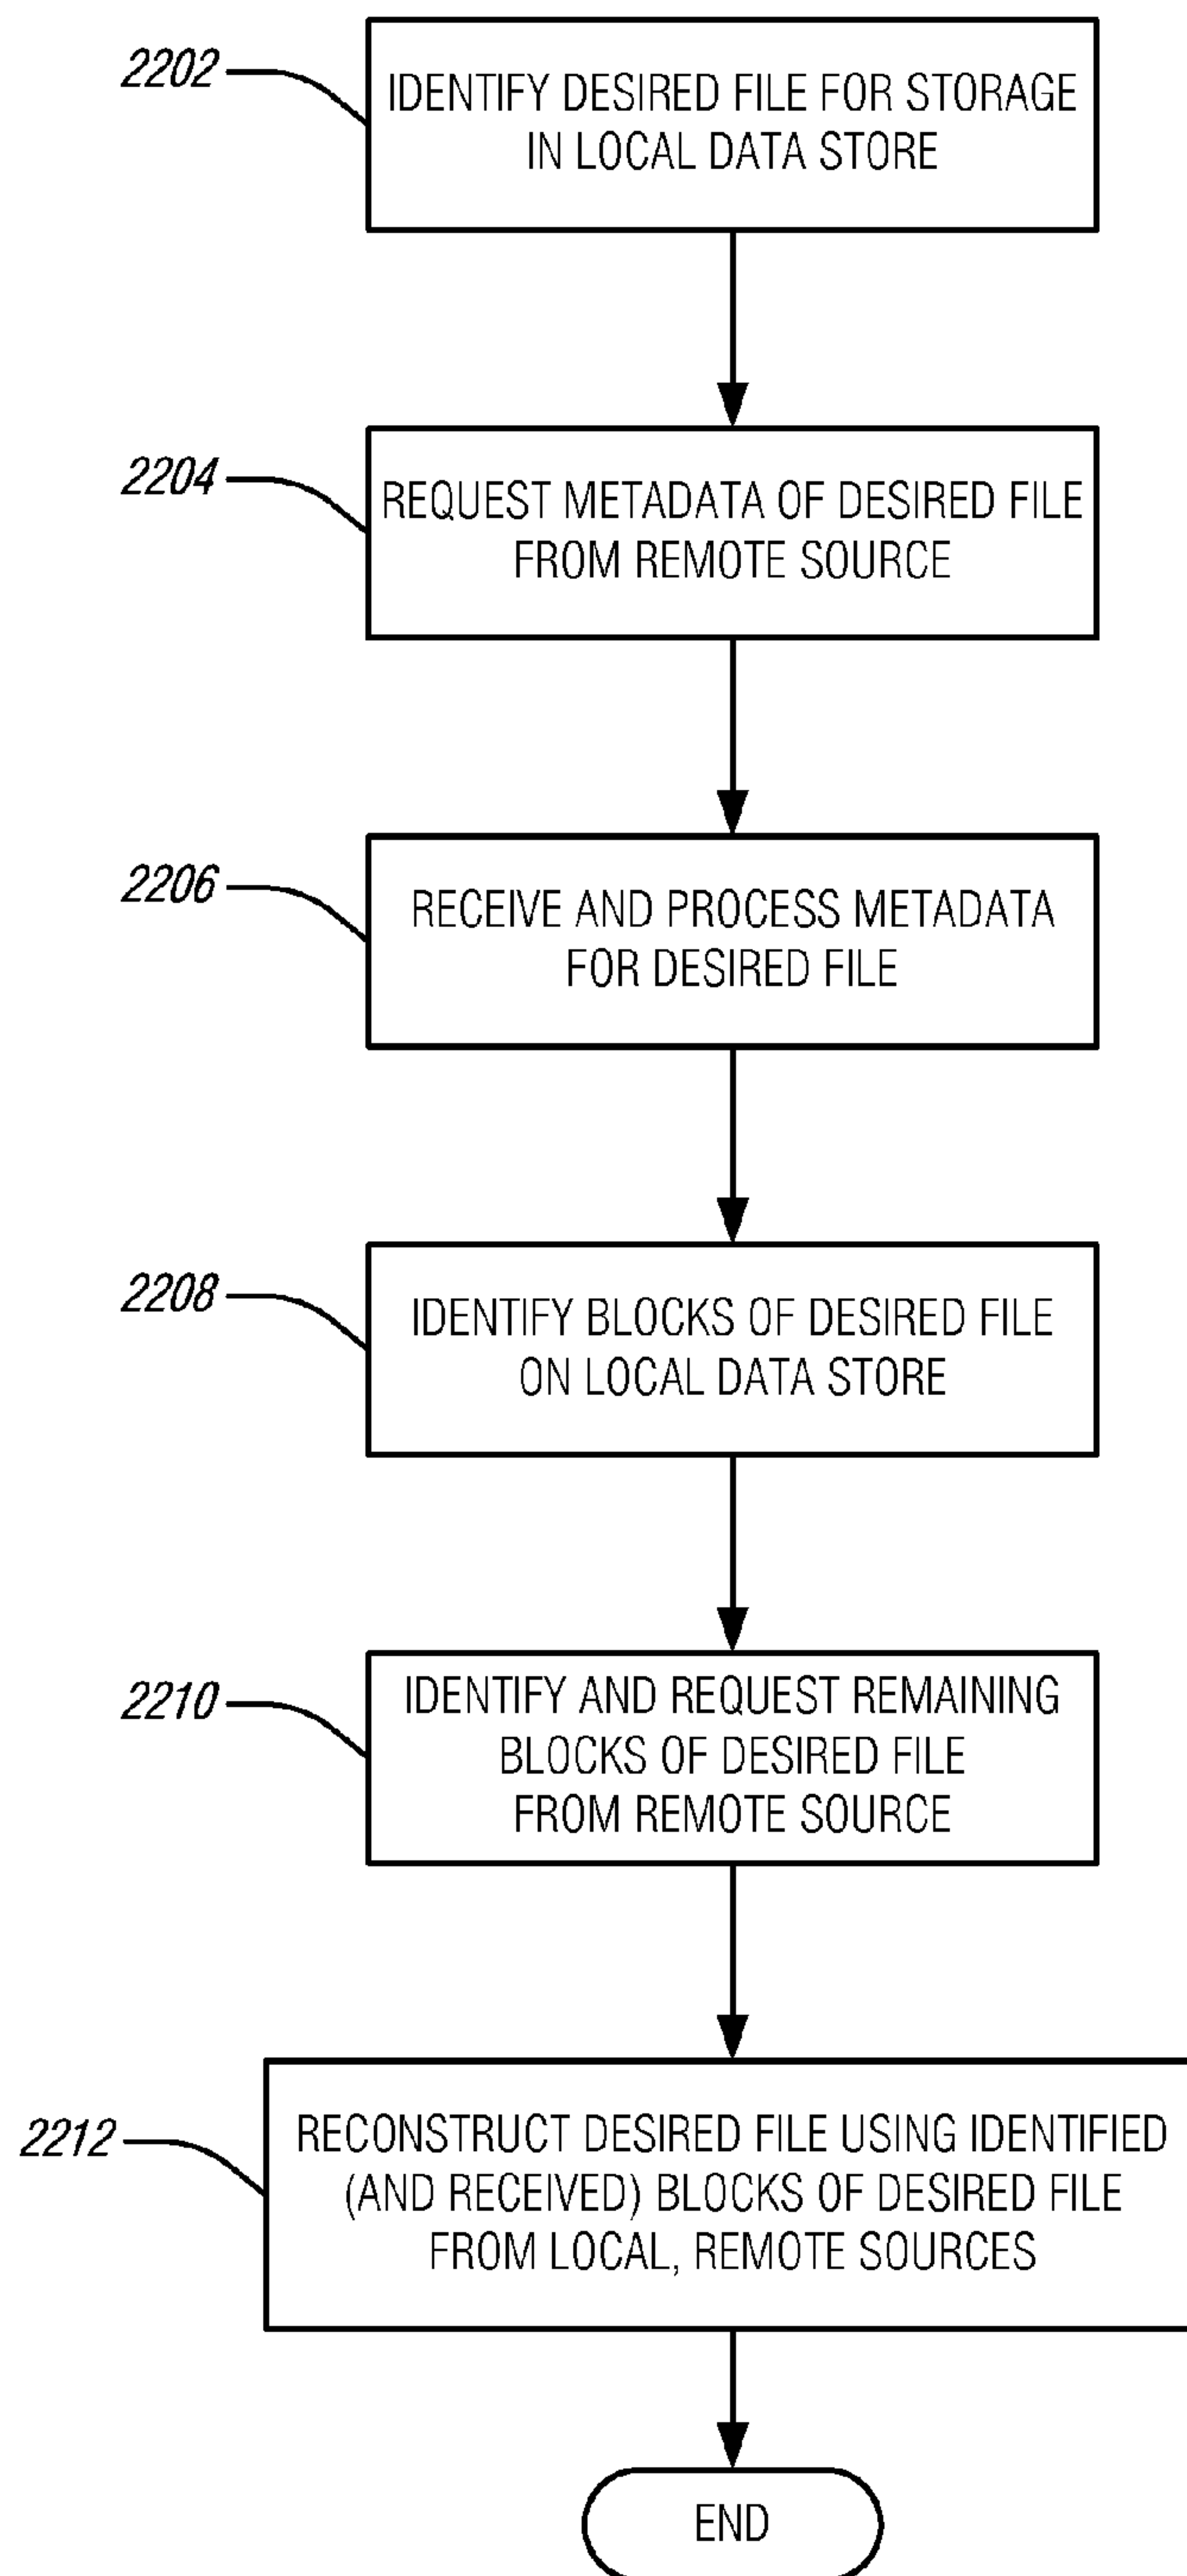 2202
IDENTIFY DESIRED FILE FOR STORAGE
IN LOCAL DATA STORE
2204
REQUEST METADATA OF DESIRED FILE
FROM REMOTE SOURCE
2206
RECEIVE AND PROCESS METADATA
FOR DESIRED FILE
2208
IDENTIFY BLOCKS OF DESIRED FILE
ON LOCAL DATA STORE
2210
IDENTIFY AND REQUEST REMAINING
BLOCKS OF DESIRED FILE
FROM REMOTE SOURCE
2212
RECONSTRUCT DESIRED FILE USING IDENTIFIED
(AND RECEIVED) BLOCKS OF DESIRED FILE
FROM LOCAL, REMOTE SOURCES
END